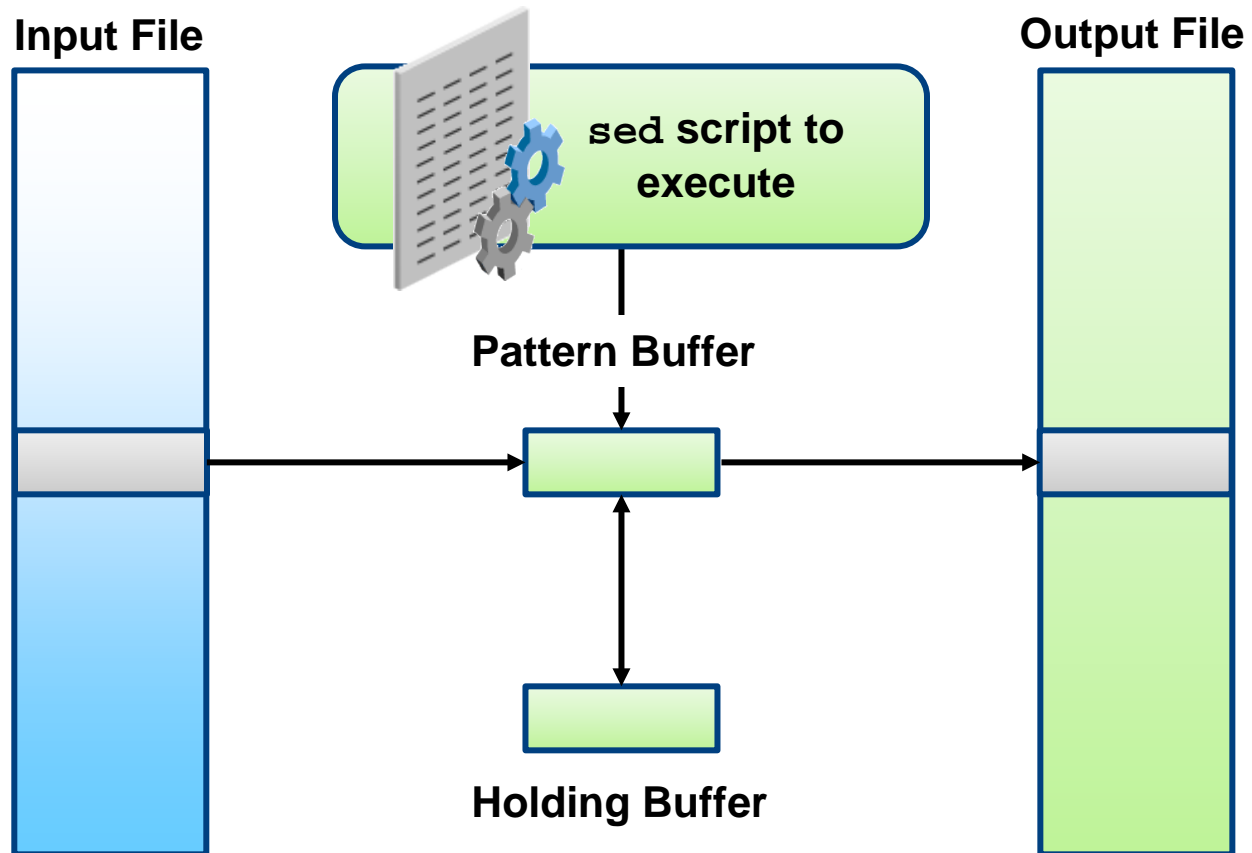 Input File
Output File
sed script to
execute
Pattern Buffer
Holding Buffer